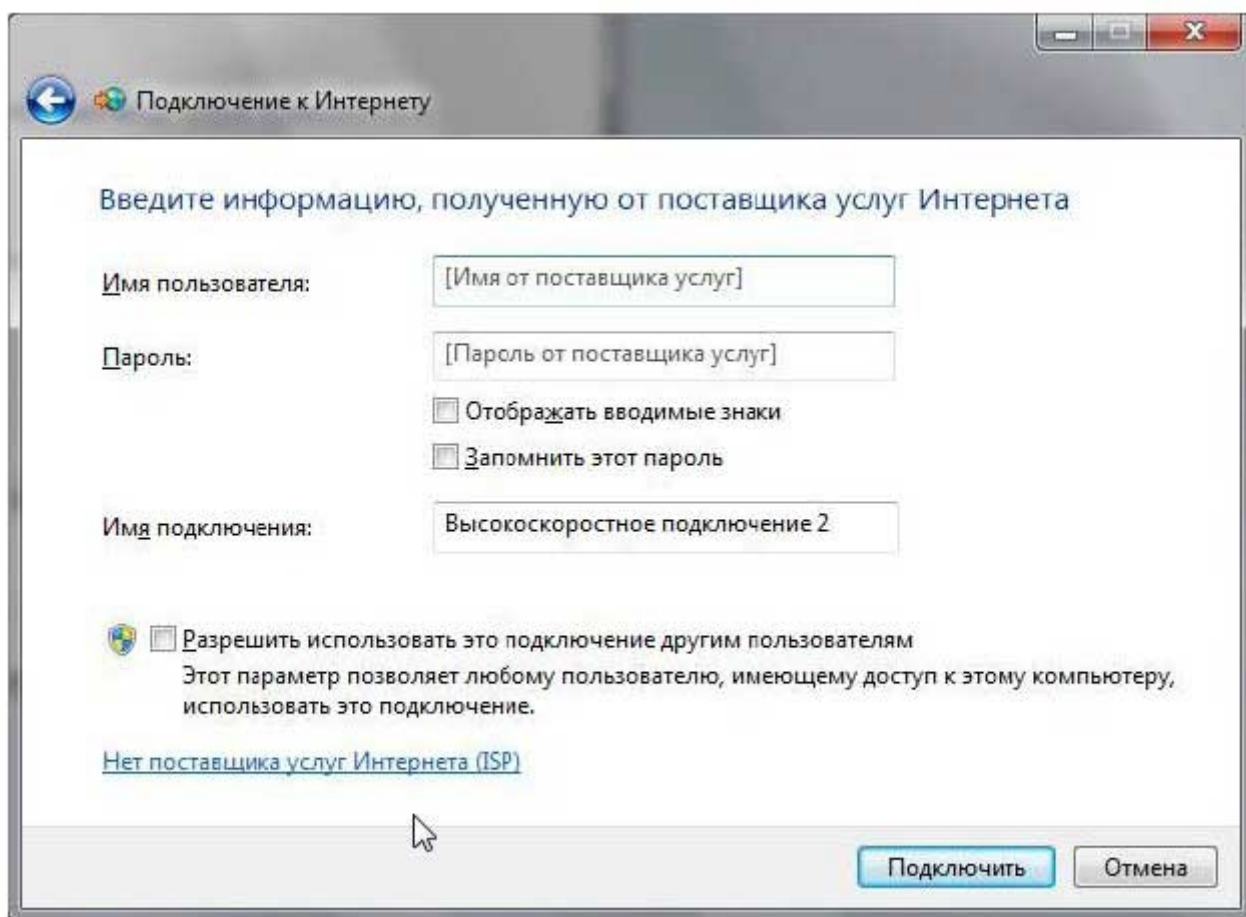 Подключение к Интернету
Введите информацию, полученную от поставщика услуг Интернета
Имя пользователя:
[Имя от поставщика услуг]
Пароль:
[Пароль от поставщика услуг]
Отображать вводимые знаки
Запомнить этот пароль
Имя подключения:
Высокоскоростное подключение 2
Разрешить использовать это подключение другим пользователям
Этот параметр позволяет любому пользователю, имеющему доступ к этому компьютеру,
использовать это подключение.
Нет поставщика услуг Интернета (ISP)
Подключить
Отмена